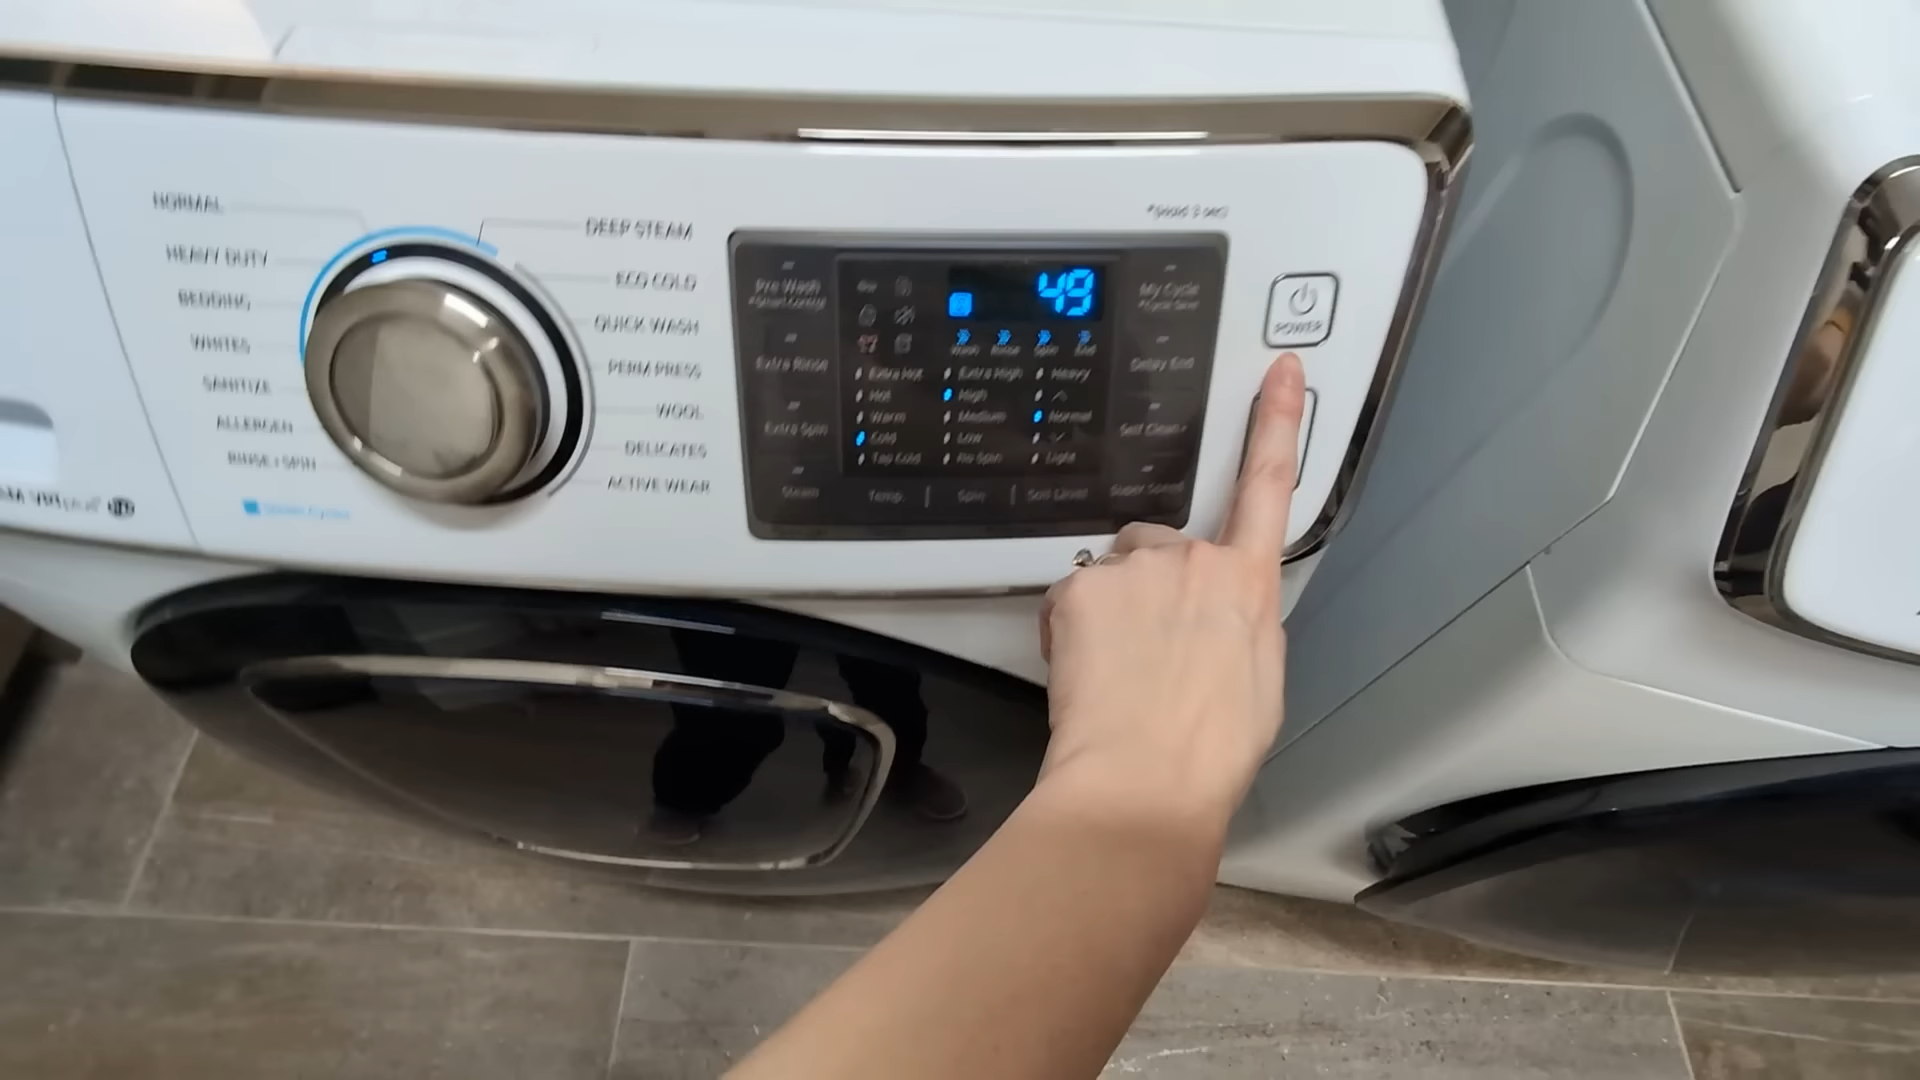 NORMAL
HEAVY DUTY
BEDDING
WHITES
SANITIZE
ALLERGEN
RINSE+SPIN
DEEP STEAM
ECO COLD
QUICK WASH
PERM PRESS
WOOL
DELICATES
ACTIVE WEAR
Pre Wash
Extra Rinse
Extra Spin
Steam
49
Wash Rinse Spin End
Extra Hot Extra High Heavy
Hot High
Warm Medium Normal
Cold Low
Tap Cold No Spin Light
Temp. Spin Soil Level
My Cycle
Delay End
Self Clean+
Super Speed
POWER